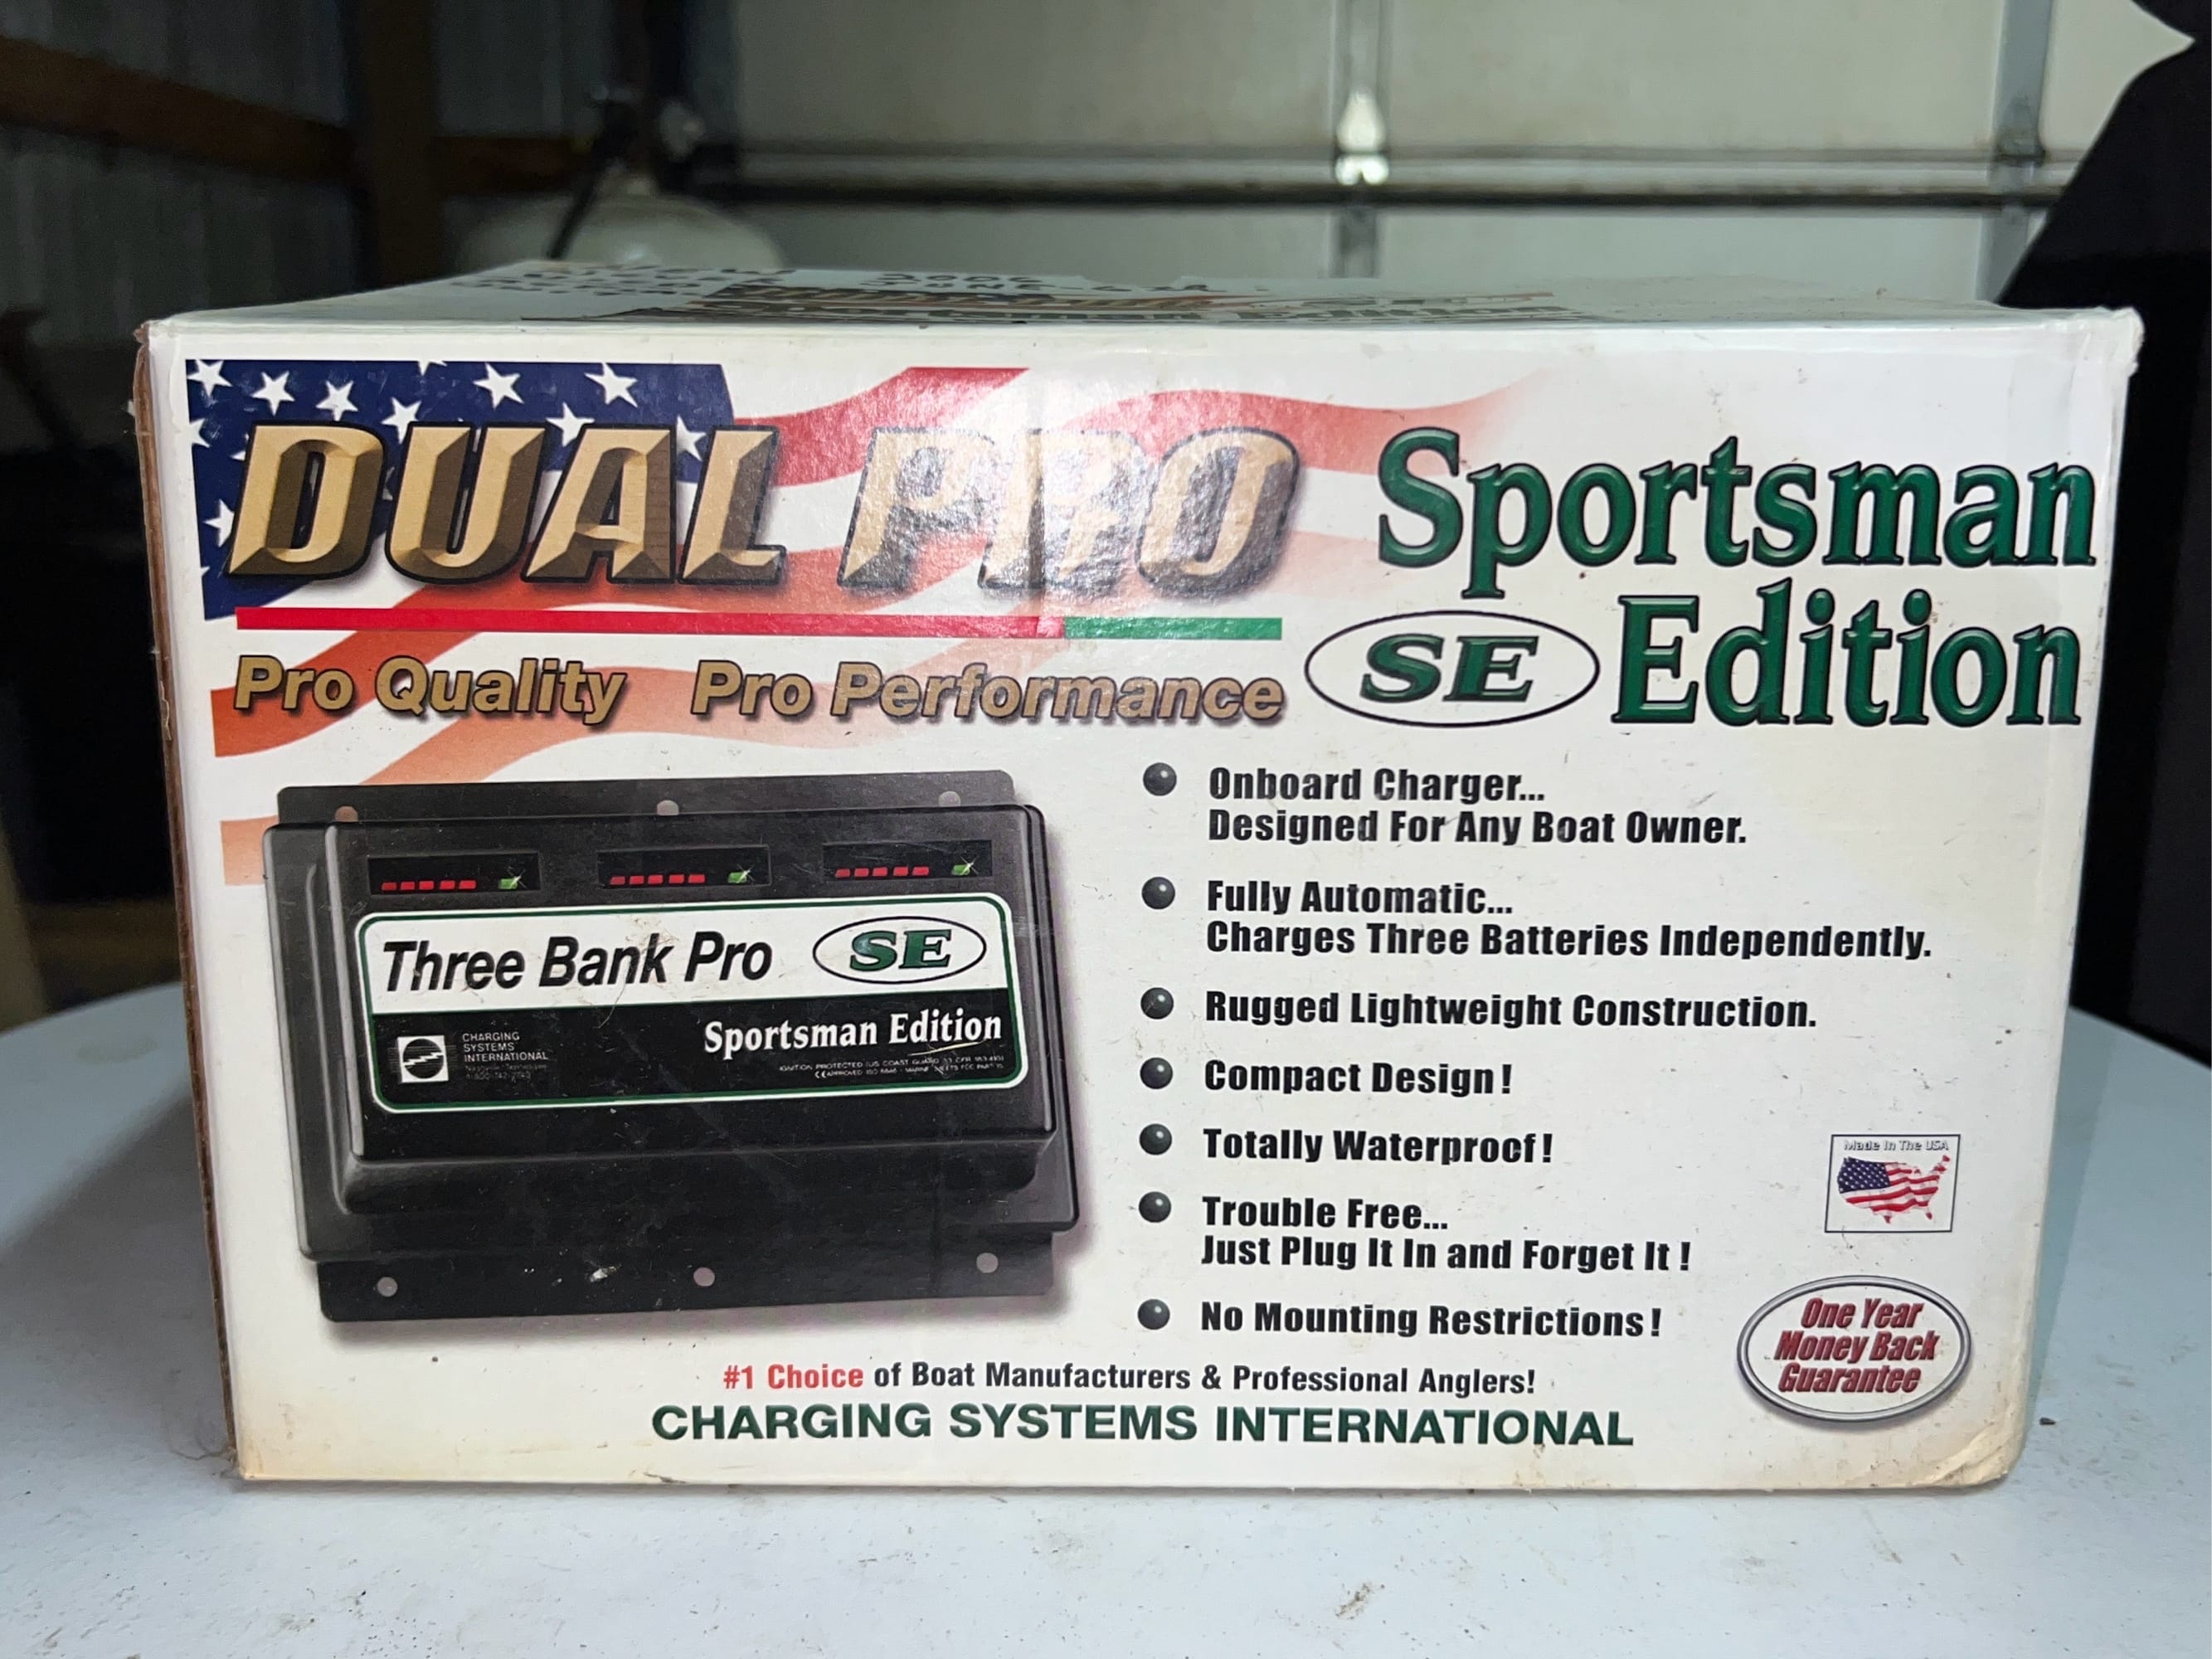 DUAL PRO
Pro Quality Pro Performance
Sportsman
SE Edition
Onboard Charger...
Designed For Any Boat Owner.
Fully Automatic...
Charges Three Batteries Independently.
Rugged Lightweight Construction.
Compact Design!
Totally Waterproof!
Trouble Free...
Just Plug It In and Forget It!
No Mounting Restrictions!
Three Bank Pro SE
Sportsman Edition
CHARGING
SYSTEMS
INTERNATIONAL
Made In The USA
One Year
Money Back
Guarantee
#1 Choice of Boat Manufacturers & Professional Anglers!
CHARGING SYSTEMS INTERNATIONAL